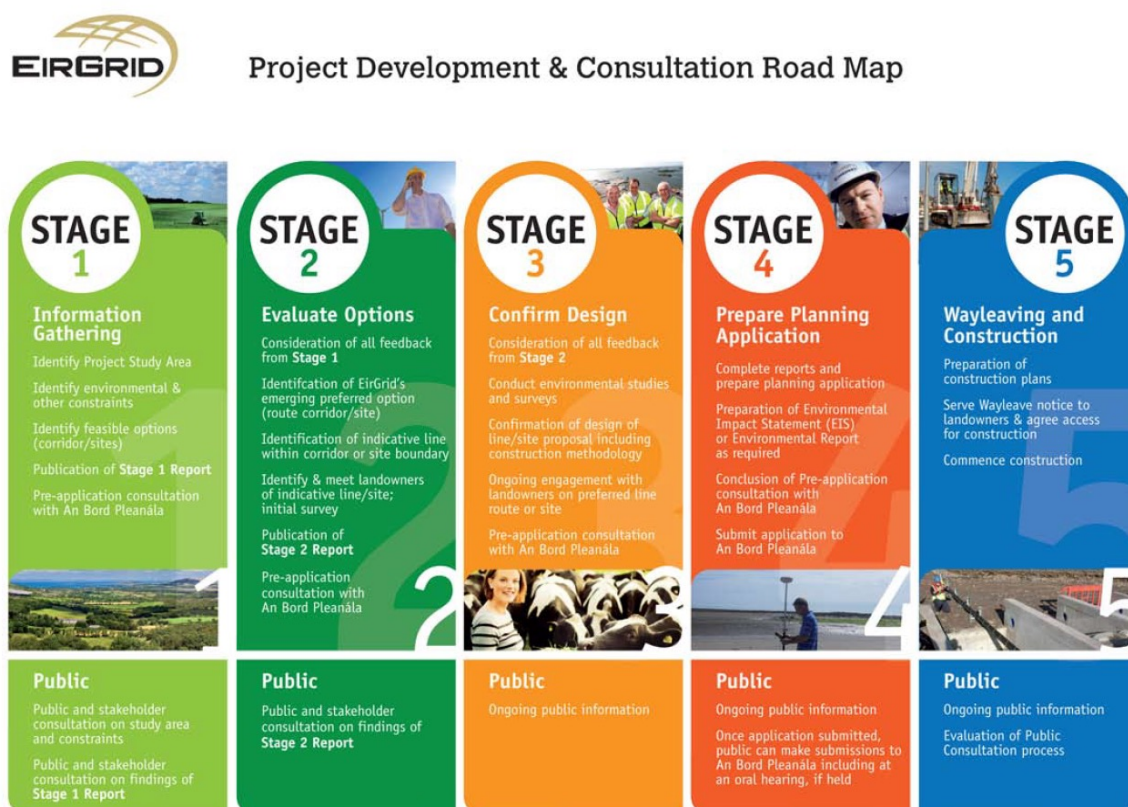 EIRGRID
Project Development & Consultation Road Map
STAGE
1
Information
Gathering
Identify Project Study Area
Identify environmental &
other constraints
Identify feasible options
(corridor/sites)
Publication of Stage 1 Report
Pre-application consultation
with An Bord Pleanála
1
Public
Public and stakeholder
consultation on study area
and constraints
Public and stakeholder
consultation on findings of
Stage 1 Report
STAGE
2
Evaluate Options
Consideration of all feedback
from Stage 1
Identifcation of EirGrid's
emerging preferred option
(route corridor/site)
Identification of indicative line
within corridor or site boundary
Identify & meet landowners
of indicative line/site;
initial survey
Publication of
Stage 2 Report
Pre-application
consultation with
An Bord Pleanála
2
Public
Public and stakeholder
consultation on findings of
Stage 2 Report
STAGE
3
Confirm Design
Consideration of all feedback
from Stage 2
Conduct environmental studies
and surveys
Confirmation of design of
line/site proposal including
construction methodology
Ongoing engagement with
landowners on preferred line
route or site
Pre-application consultation
with An Bord Pleanála
3
Public
Ongoing public information
STAGE
4
Prepare Planning
Application
Complete reports and
prepare planning application
Preparation of Environmental
Impact Statement (EIS)
or Environmental Report
as required
Conclusion of Pre-application
consultation with
An Bord Pleanála
Submit application to
An Bord Pleanála
4
Public
Ongoing public information
Once application submitted,
public can make submissions to
An Bord Pleanála including at
an oral hearing, if held
STAGE
5
Wayleaving and
Construction
Preparation of
construction plans
Serve Wayleave notice to
landowners & agree access
for construction
Commence construction
5
Public
Ongoing public information
Evaluation of Public
Consultation process